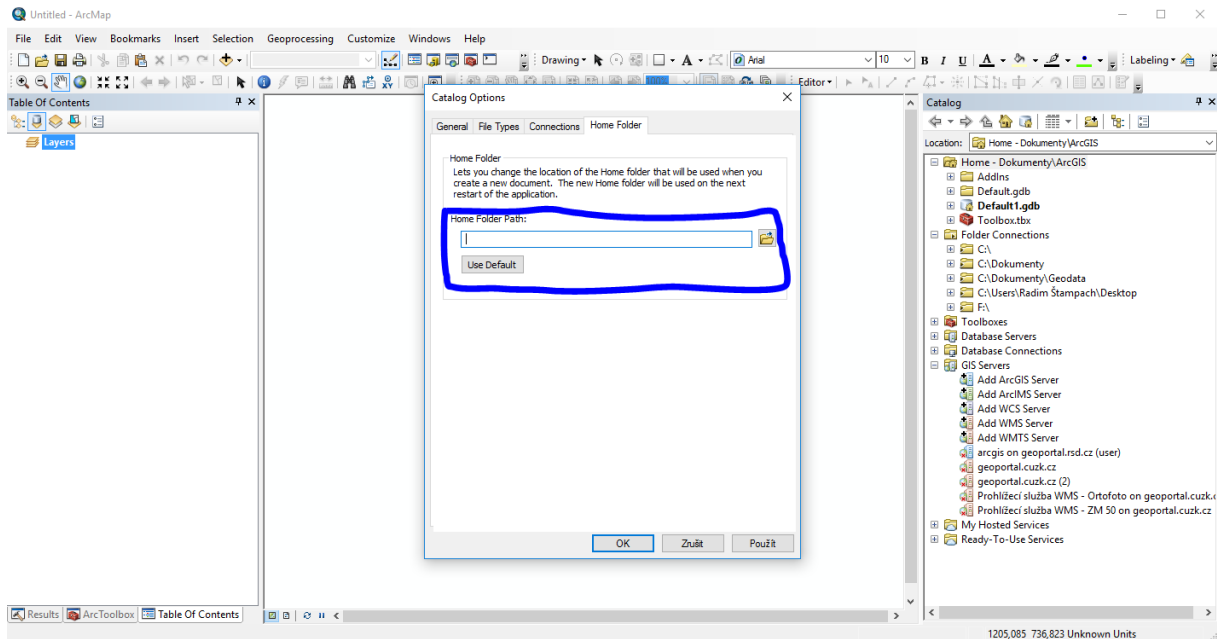 Untitled - ArcMap
File Edit View Bookmarks Insert Selection Geoprocessing Customize Windows Help
Drawing Arial 10 B I U A Labeling
Editor
Table Of Contents
Layers
Catalog Options
General File Types Connections Home Folder
Home Folder
Lets you change the location of the Home folder that will be used when you
create a new document. The new Home folder will be used on the next
restart of the application.
Home Folder Path:
Use Default
OK Zrušit Použít
Catalog
Location: Home - Dokumenty\ArcGIS
Home - Dokumenty\ArcGIS
AddIns
Default.gdb
Default1.gdb
Toolbox.tbx
Folder Connections
C:\
C:\Dokumenty
C:\Dokumenty\Geodata
C:\Users\Radim Štampach\Desktop
F:\
Toolboxes
Database Servers
Database Connections
GIS Servers
Add ArcGIS Server
Add ArcIMS Server
Add WCS Server
Add WMS Server
Add WMTS Server
arcgis on geoportal.rsd.cz (user)
geoportal.cuzk.cz
geoportal.cuzk.cz (2)
Prohlížecí služba WMS - Ortofoto on geoportal.cuzk.
Prohlížecí služba WMS - ZM 50 on geoportal.cuzk.cz
My Hosted Services
Ready-To-Use Services
Results ArcToolbox Table Of Contents
1205,085 736,823 Unknown Units